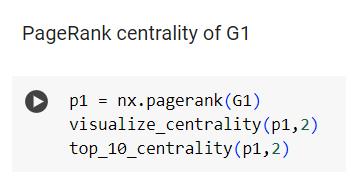 PageRank centrality of G1
p1 = nx.pagerank(G1)
visualize_centrality(p1,2)
top_10_centrality(p1,2)